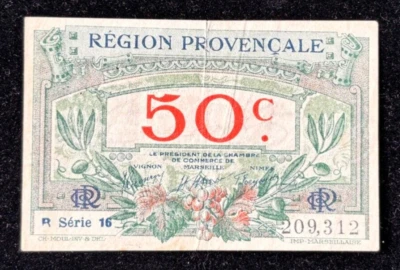 RÉGION PROVENÇALE
50c.
LE PRÉSIDENT DE LA CHAMBRE
DE COMMERCE DE
AVIGNON MARSEILLE NIMES
R Série 16
209,312
IMP. MARSEILLAISE